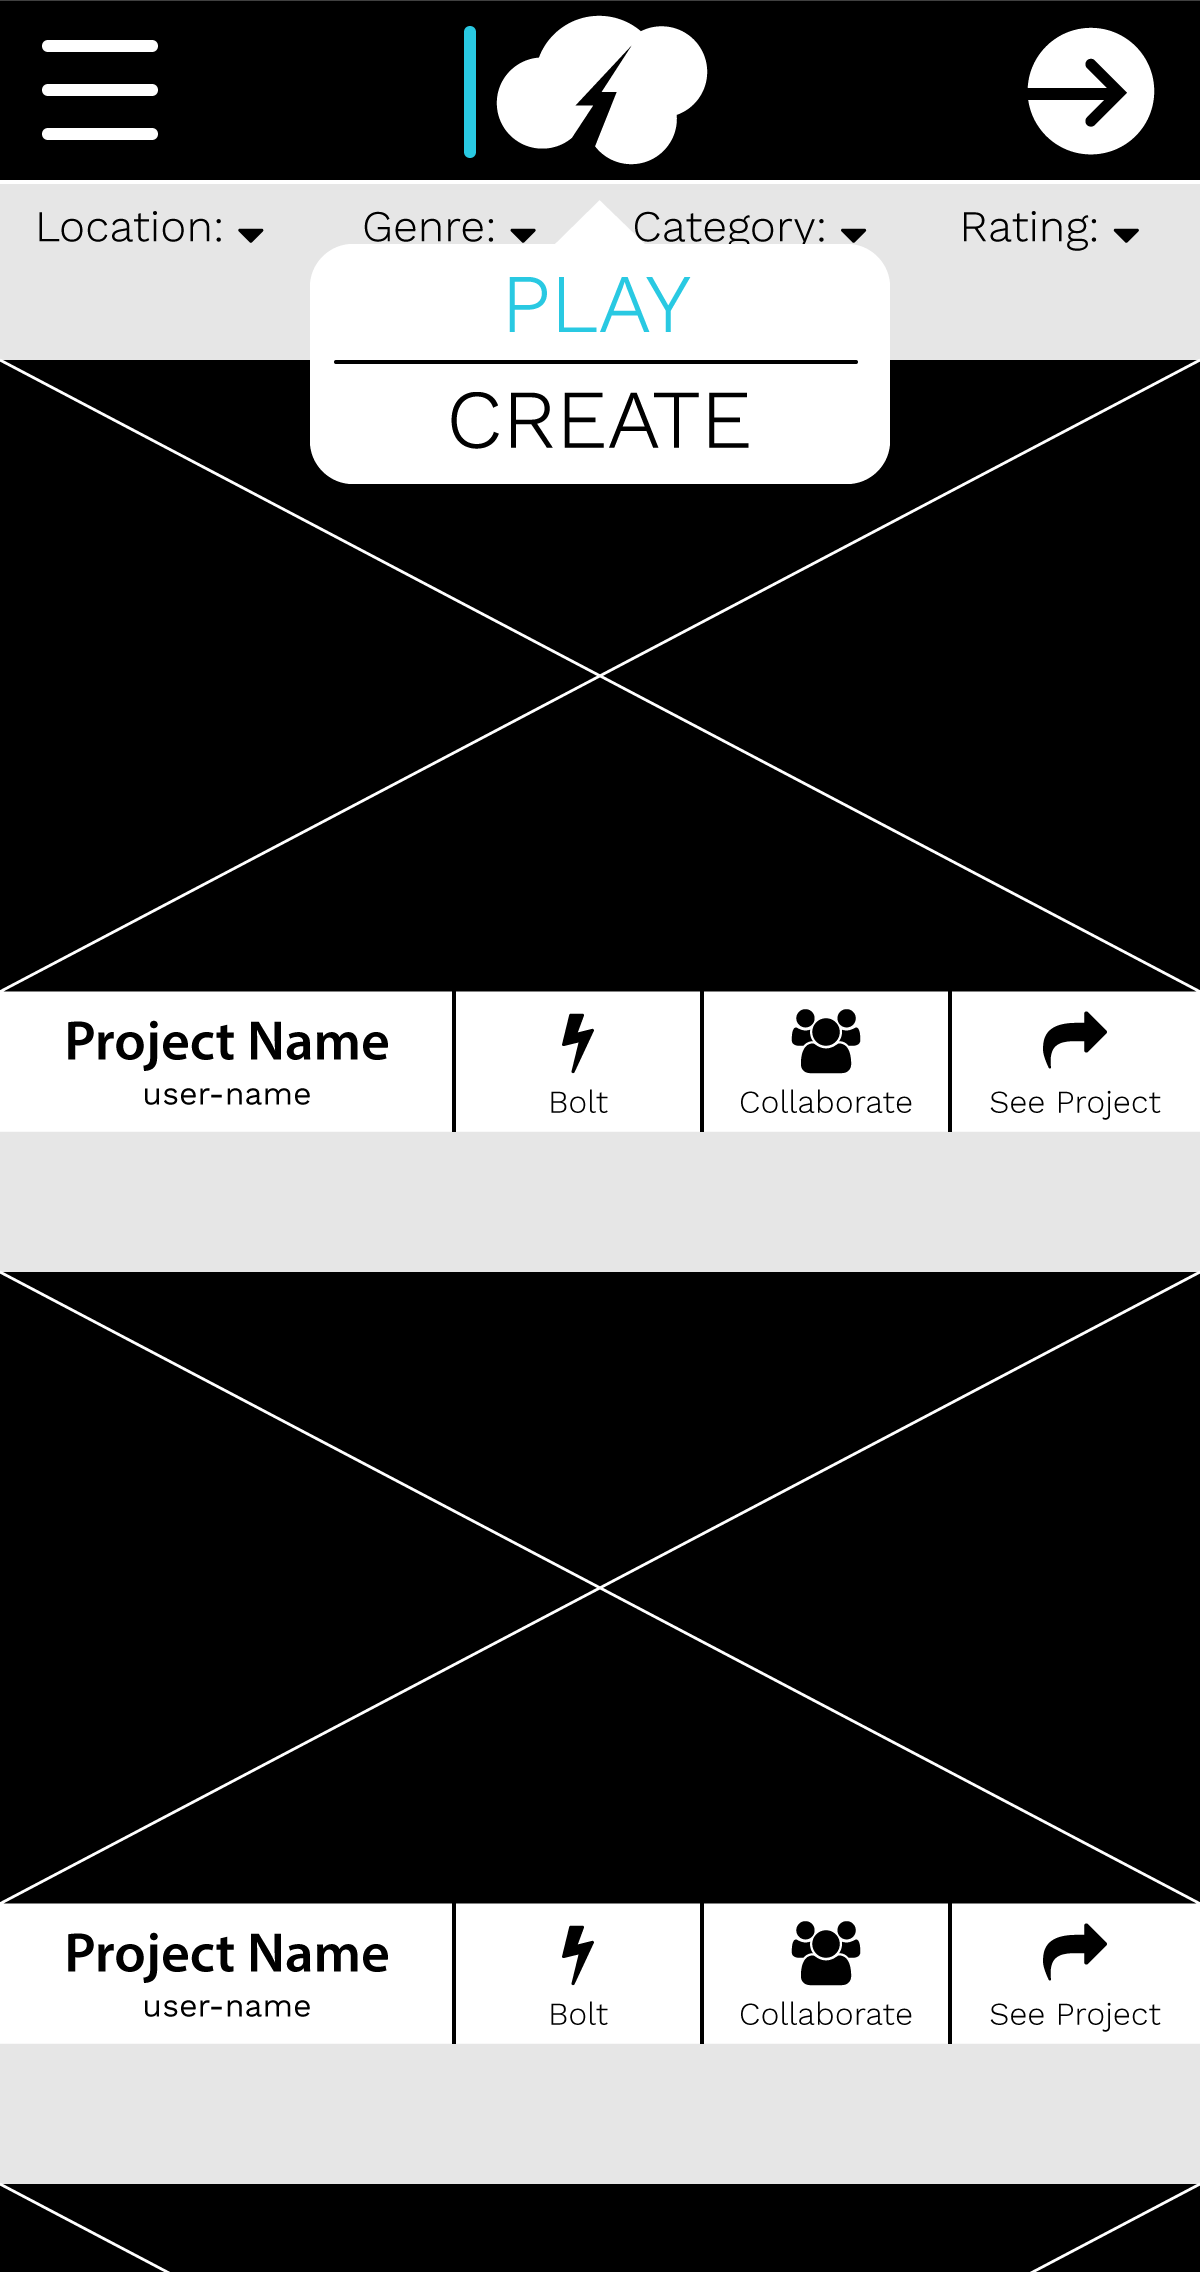 Location: Genre: Category: Rating:
PLAY
CREATE
Project Name
user-name
Bolt
Collaborate
See Project
Project Name
user-name
Bolt
Collaborate
See Project